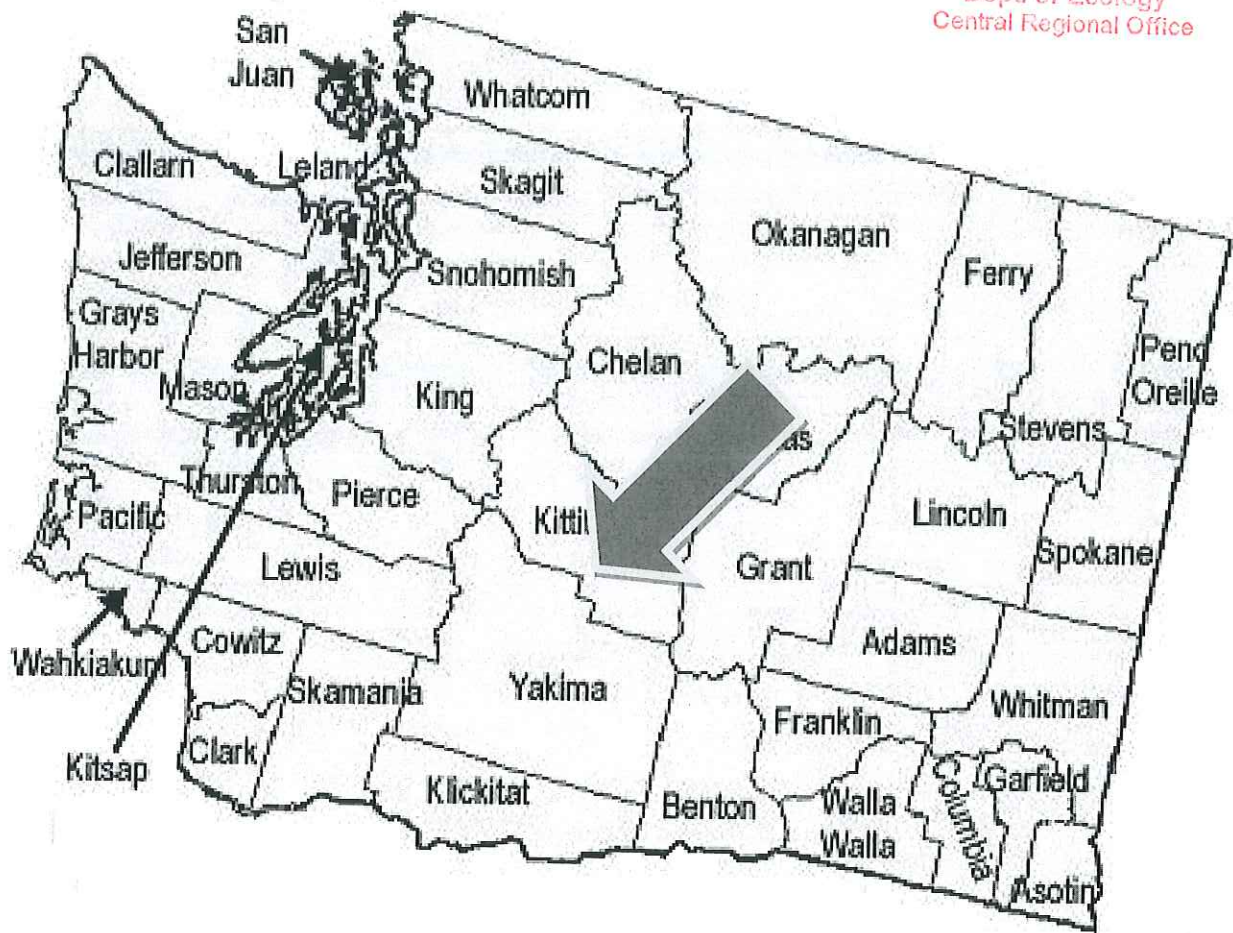 Central Regional Office
San
Juan
Whatcom
Clallam
Leland
Skagit
Okanagan
Jefferson
Snohomish
Ferry
Grays
Harbor
Chelan
Pend
Oreille
Mason
King
as
Stevens
Thurston
Pierce
Pacific
Kittit
Lincoln
Lewis
Grant
Spokane
Wahkiakum
Cowitz
Adams
Skamania
Yakima
Whitman
Franklin
Kitsap
Clark
Klickitat
Benton
Walla
Walla
Columbia
Garfield
Asotin